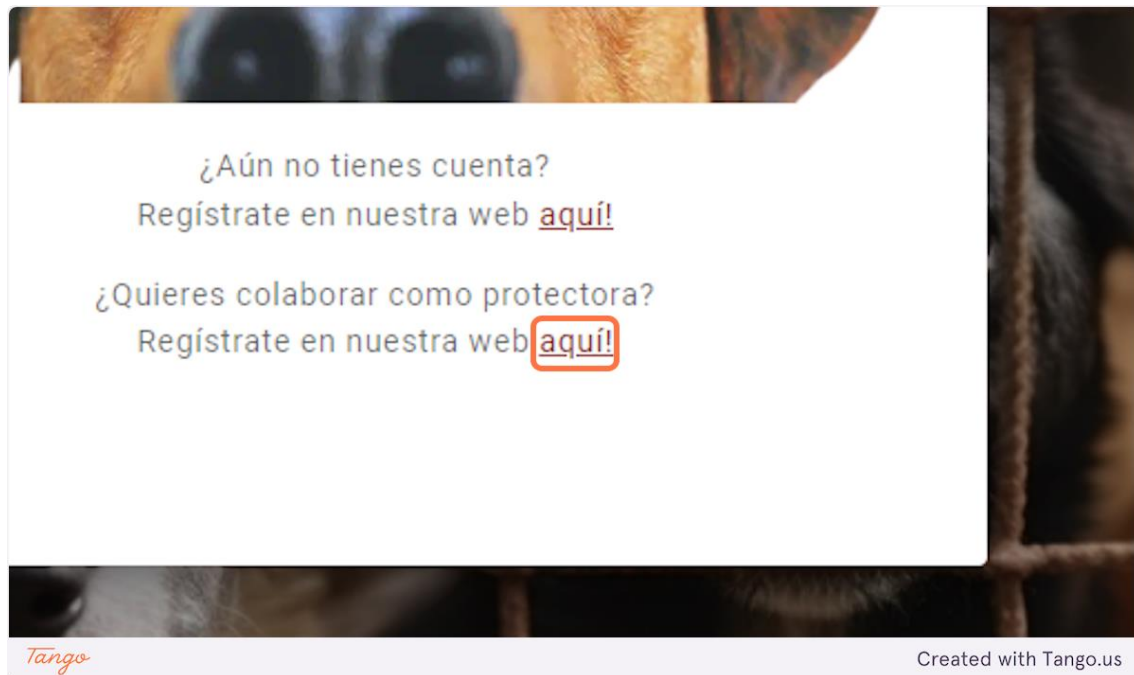 ¿Aún no tienes cuenta?
Regístrate en nuestra web aquí!
¿Quieres colaborar como protectora?
Regístrate en nuestra web aquí!
Tango
Created with Tango.us